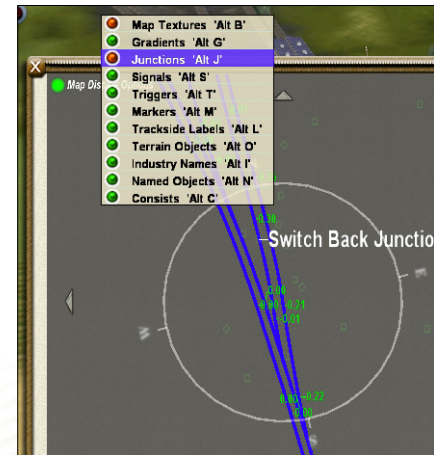 Map Textures 'Alt B'
Gradients 'Alt G'
Junctions 'Alt J'
Signals 'Alt S'
Triggers 'Alt T'
Markers 'Alt M'
Trackside Labels 'Alt L'
Terrain Objects 'Alt O'
Industry Names 'Alt I'
Named Objects 'Alt N'
Consists 'Alt C'
X
Map Dis
-0.30
Switch Back Junctio
E
0.00
-0.21
-0.01
W
-0.22
0.00
S